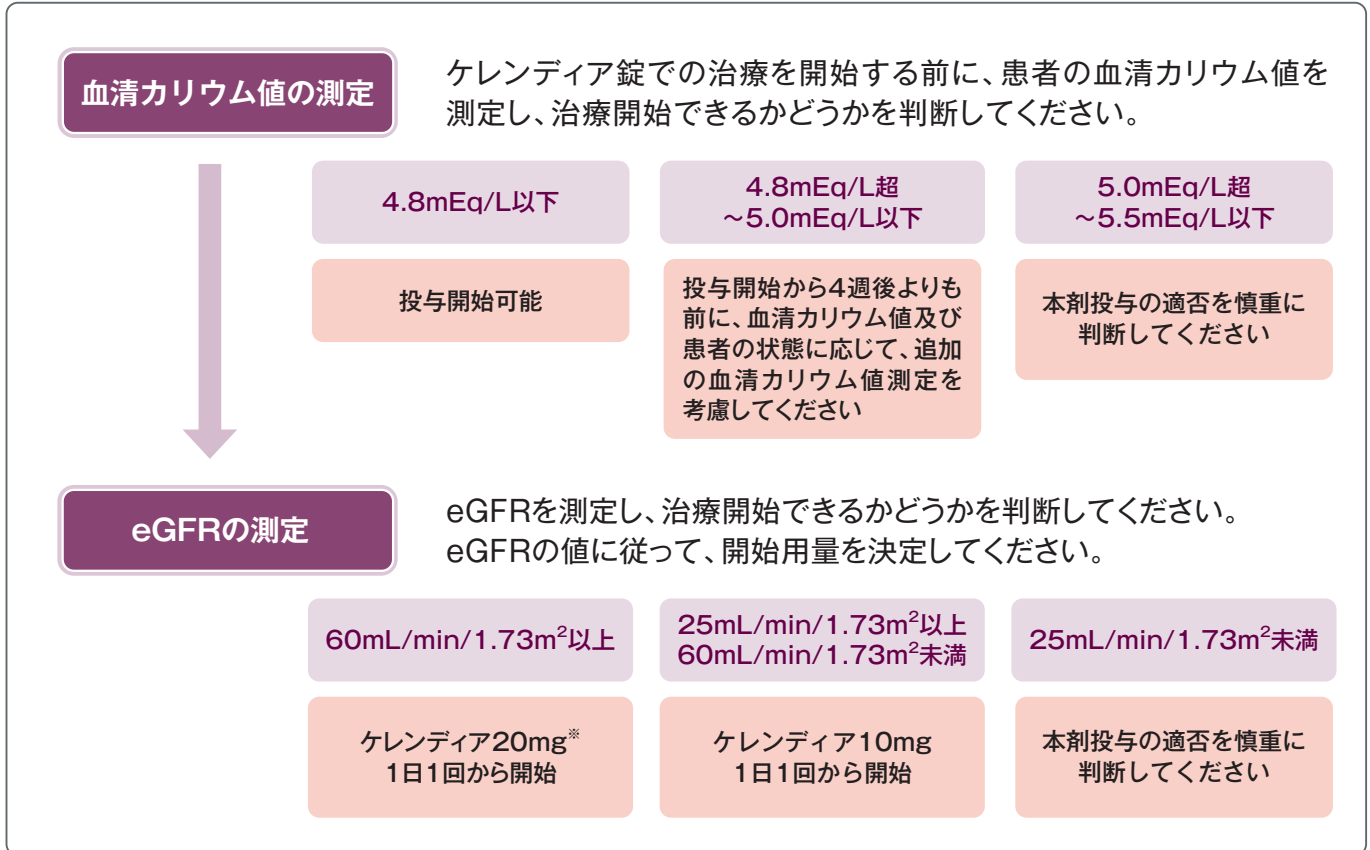 血清カリウム値の測定
ケレンディア錠での治療を開始する前に、患者の血清カリウム値を
測定し、治療開始できるかどうかを判断してください。
4.8mEq/L以下
4.8mEq/L超
～5.0mEq/L以下
5.0mEq/L超
～5.5mEq/L以下
投与開始可能
投与開始から4週後よりも
前に、血清カリウム値及び
患者の状態に応じて、追加
の血清カリウム値測定を
考慮してください
本剤投与の適否を慎重に
判断してください
eGFRの測定
eGFRを測定し、治療開始できるかどうかを判断してください。
eGFRの値に従って、開始用量を決定してください。
60mL/min/1.73m²以上
25mL/min/1.73m²以上
60mL/min/1.73m²未満
25mL/min/1.73m²未満
ケレンディア20mg※
1日1回から開始
ケレンディア10mg
1日1回から開始
本剤投与の適否を慎重に
判断してください